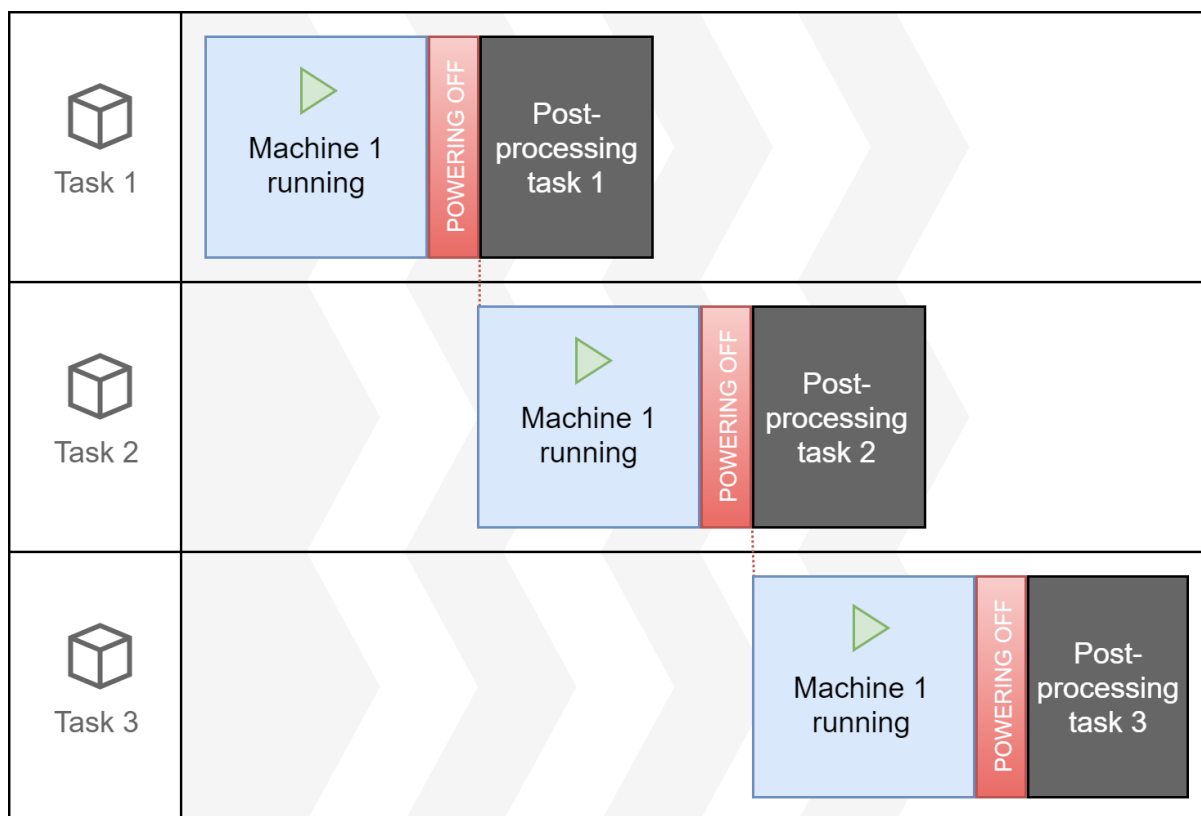 Task 1
Machine 1
running
POWERING OFF
Post-
processing
task 1
Task 2
Machine 1
running
POWERING OFF
Post-
processing
task 2
Task 3
Machine 1
running
POWERING OFF
Post-
processing
task 3